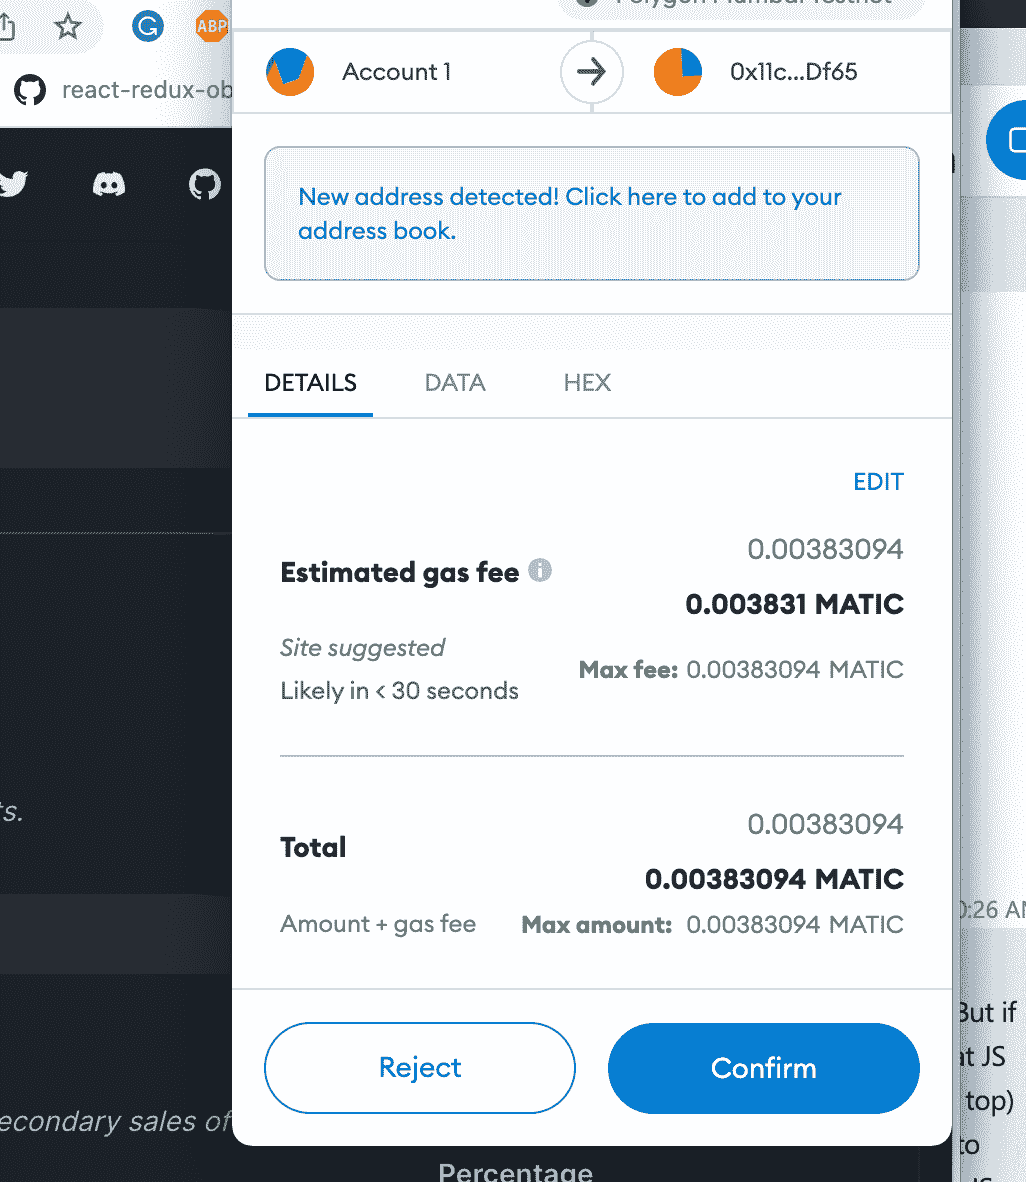 Polygon Mumbai Testnet
ABP
Account 1
0x11c...Df65
react-redux-ob
New address detected! Click here to add to your
address book.
DETAILS
DATA
HEX
EDIT
0.00383094
Estimated gas fee
0.003831 MATIC
Site suggested
Max fee: 0.00383094 MATIC
Likely in < 30 seconds
ts.
0.00383094
Total
0.00383094 MATIC
Amount + gas fee
Max amount: 0.00383094 MATIC
0:26 AM
But if
at JS
top)
to
Reject
Confirm
econdary sales of
Percentage